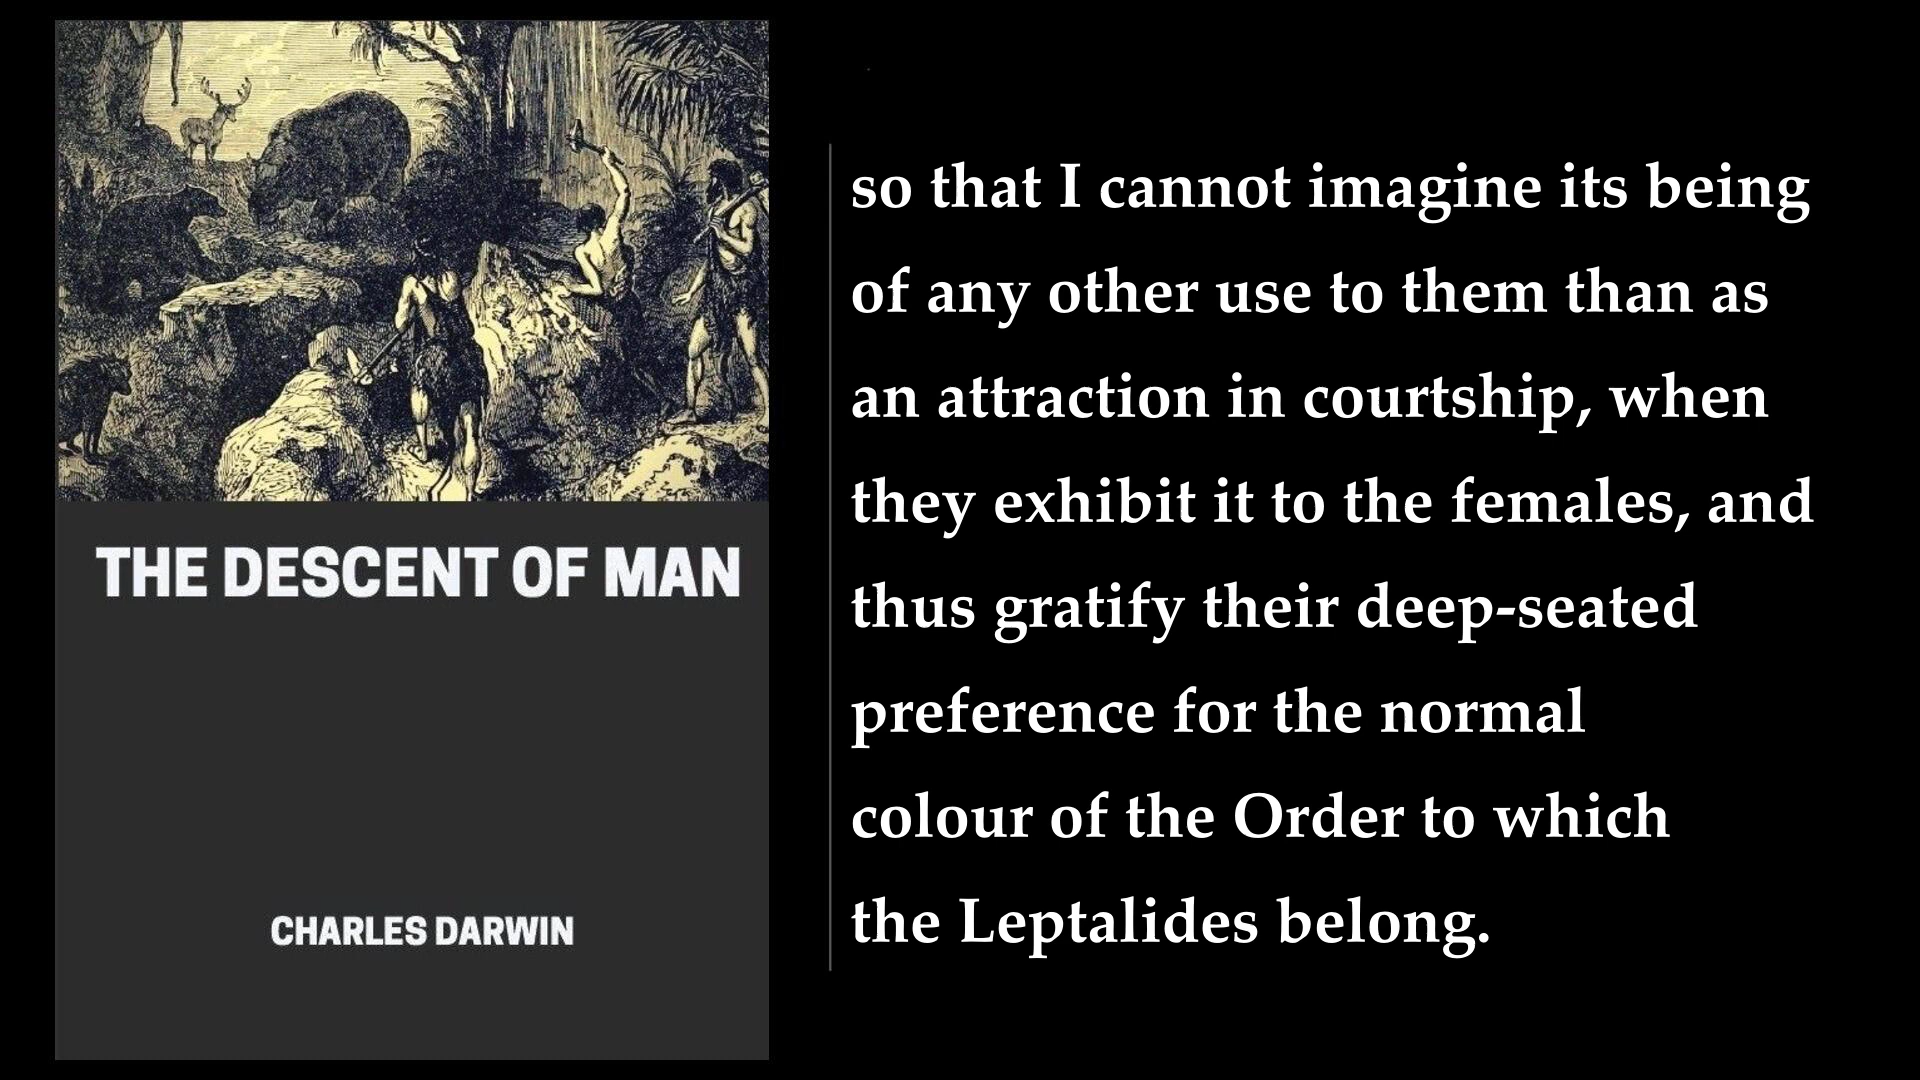 THE DESCENT OF MAN
CHARLES DARWIN
so that I cannot imagine its being
of any other use to them than as
an attraction in courtship, when
they exhibit it to the females, and
thus gratify their deep-seated
preference for the normal
colour of the Order to which
the Leptalides belong.